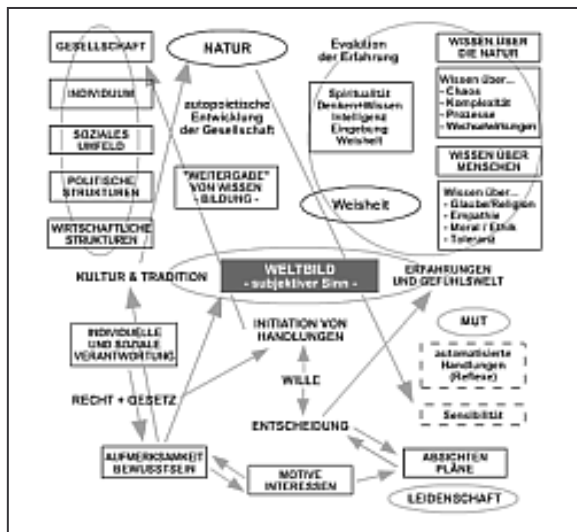 GESELLSCHAFT
INDIVIDUUM
SOZIALES
UMFELD
POLITISCHE
STRUKTUREN
WIRTSCHAFTLICHE
STRUKTUREN
NATUR
autopoietische
Entwicklung
der Gesellschaft
"WEITERGABE"
VON WISSEN
- BILDUNG -
Evolution
der Erfahrung
Spiritualität
Denken+Wissen
Intelligenz
Eingebung
Weisheit
Weisheit
WISSEN ÜBER
DIE NATUR
Wissen über...
- Chaos
- Komplexität
- Prozesse
- Wechselwirkungen
WISSEN ÜBER
MENSCHEN
Wissen über...
- Glaube/Religion
- Empathie
- Moral / Ethik
- Toleranz
KULTUR & TRADITION
WELTBILD
- subjektiver Sinn -
ERFAHRUNGEN
UND GEFÜHLSWELT
INDIVIDUELLE
UND SOZIALE
VERANTWORTUNG
INITIATION VON
HANDLUNGEN
MUT
automatisierte
Handlungen
(Reflexe)
WILLE
RECHT + GESETZ
Sensibilität
ENTSCHEIDUNG
AUFMERKSAMKEIT
BEWUSSTSEIN
MOTIVE
INTERESSEN
ABSICHTEN
PLÄNE
LEIDENSCHAFT